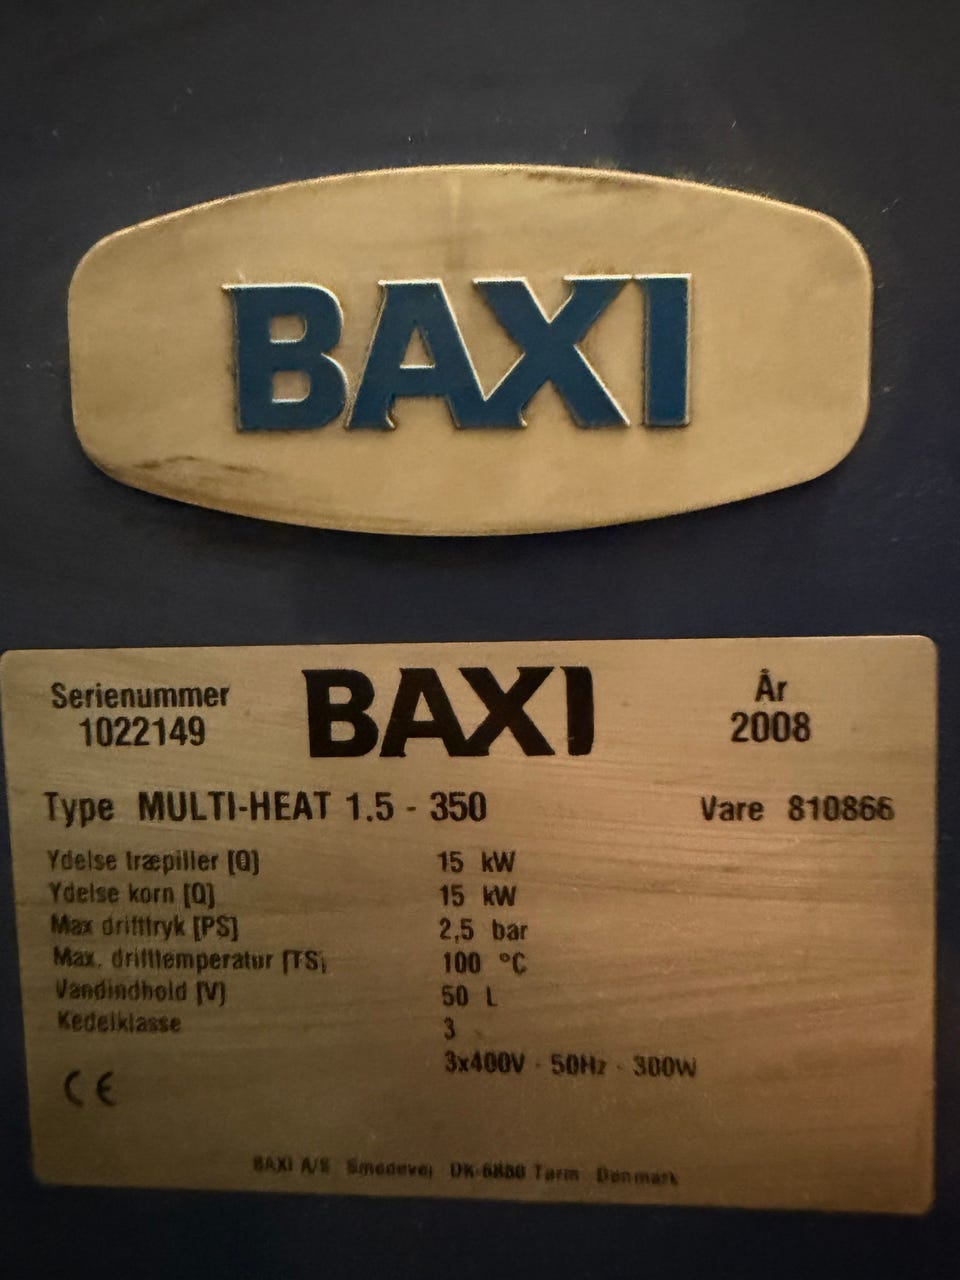 BAXI
Serienummer BAXI År
1022149 2008
Type MULTI-HEAT 1.5 - 350 Vare 810866
Ydelse træpiller [Q] 15 kW
Ydelse korn [Q] 15 kW
Max drifttryk [PS] 2,5 bar
Max. drifttemperatur [TS] 100 °C
Vandindhold [V] 50 L
Kedelklasse 3
3x400V - 50Hz - 300W
CE
BAXI A/S Smedevej DK-6880 Tarm Denmark